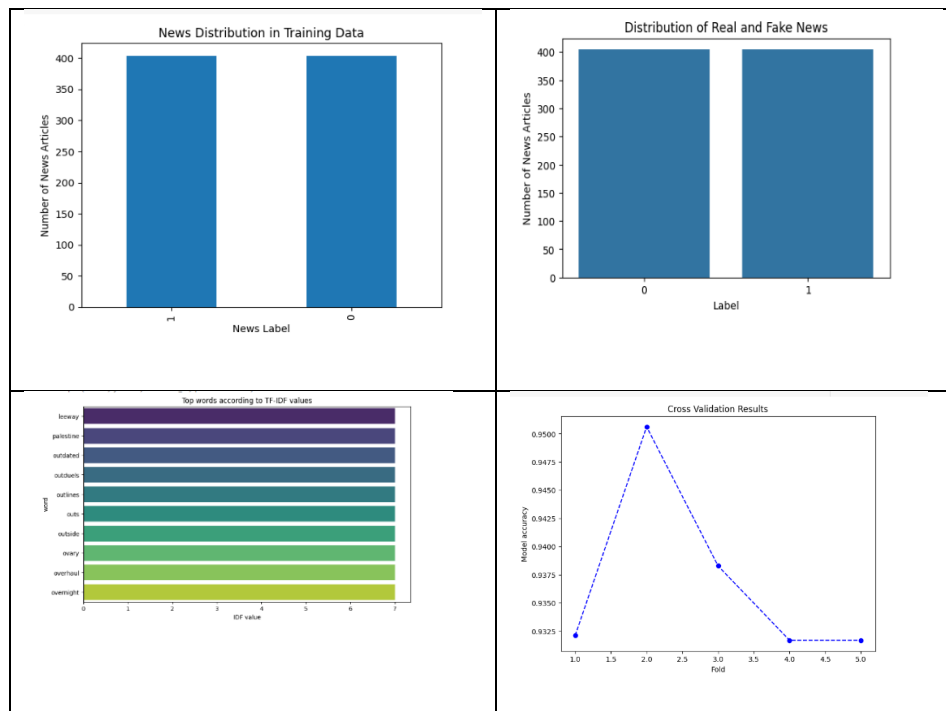 News Distribution in Training Data
Number of News Articles
400
350
300
250
200
150
100
50
0
1
0
News Label
Distribution of Real and Fake News
Number of News Articles
400
350
300
250
200
150
100
50
0
0
1
Label
Top words according to TF-IDF values
word
leeway
palestine
outdated
outduels
outlines
outs
outside
ovary
overhaul
overnight
0 1 2 3 4 5 6 7
IDF value
Cross Validation Results
Model accuracy
0.9500
0.9475
0.9450
0.9425
0.9400
0.9375
0.9350
0.9325
1.0 1.5 2.0 2.5 3.0 3.5 4.0 4.5 5.0
Fold